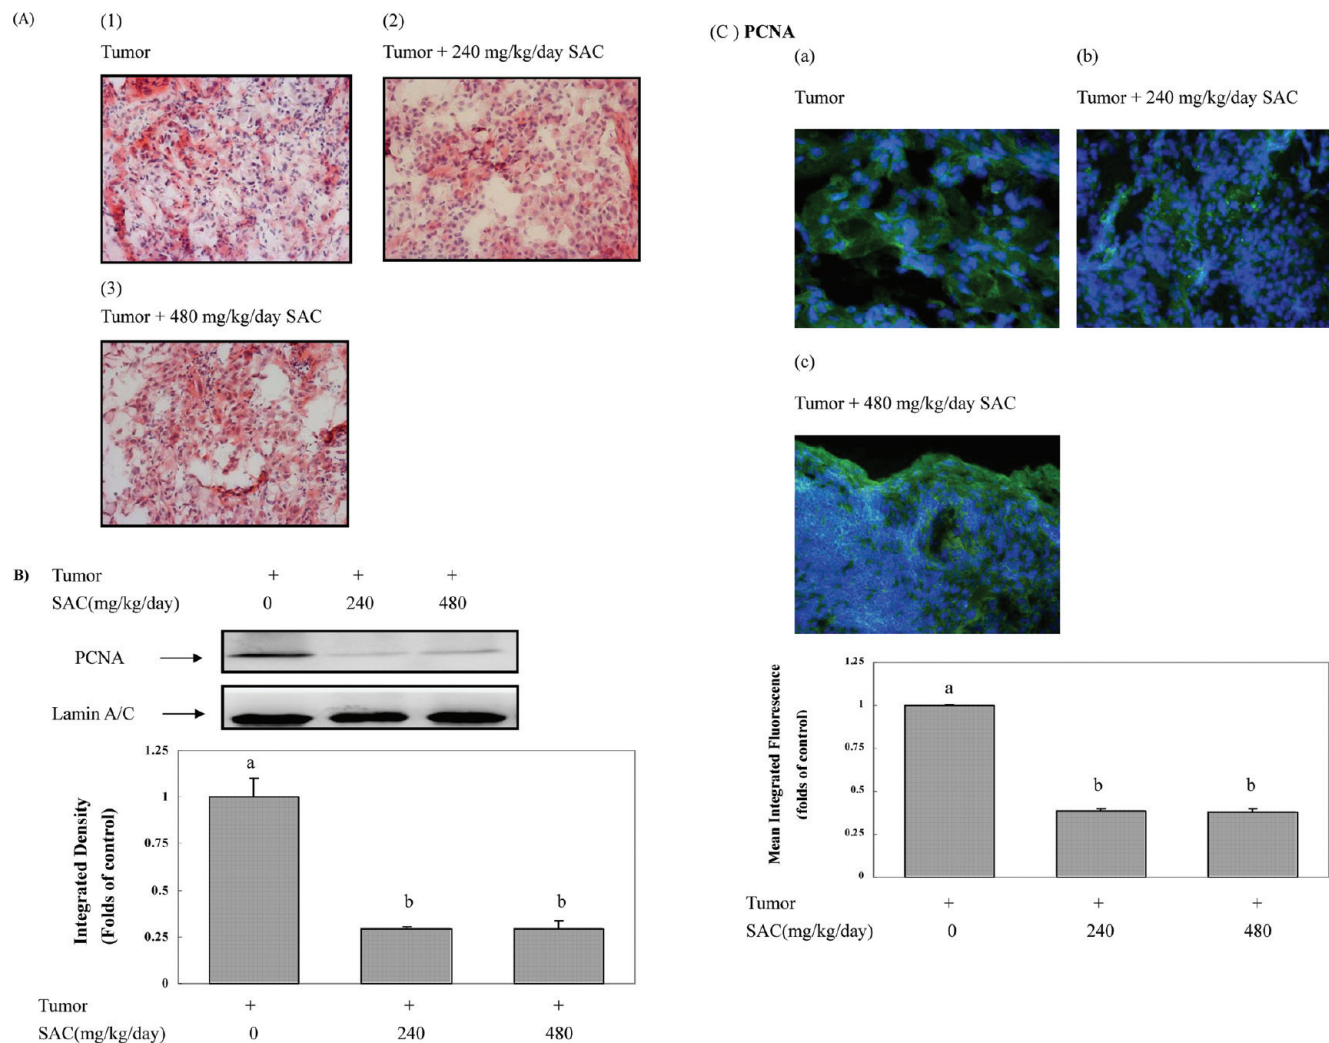 (A)
(1)
Tumor
(2)
Tumor + 240 mg/kg/day SAC
(3)
Tumor + 480 mg/kg/day SAC
B)
Tumor + + +
SAC(mg/kg/day) 0 240 480
PCNA
Lamin A/C
1.25
1
0.75
0.5
0.25
0
Integrated Density
(Folds of control)
a
b
b
Tumor + + +
SAC(mg/kg/day) 0 240 480
(C ) PCNA
(a)
Tumor
(b)
Tumor + 240 mg/kg/day SAC
(c)
Tumor + 480 mg/kg/day SAC
1.25
1
0.75
0.5
0.25
0
Mean Integrated Fluorescence
(folds of control)
a
b
b
Tumor + + +
SAC(mg/kg/day) 0 240 480